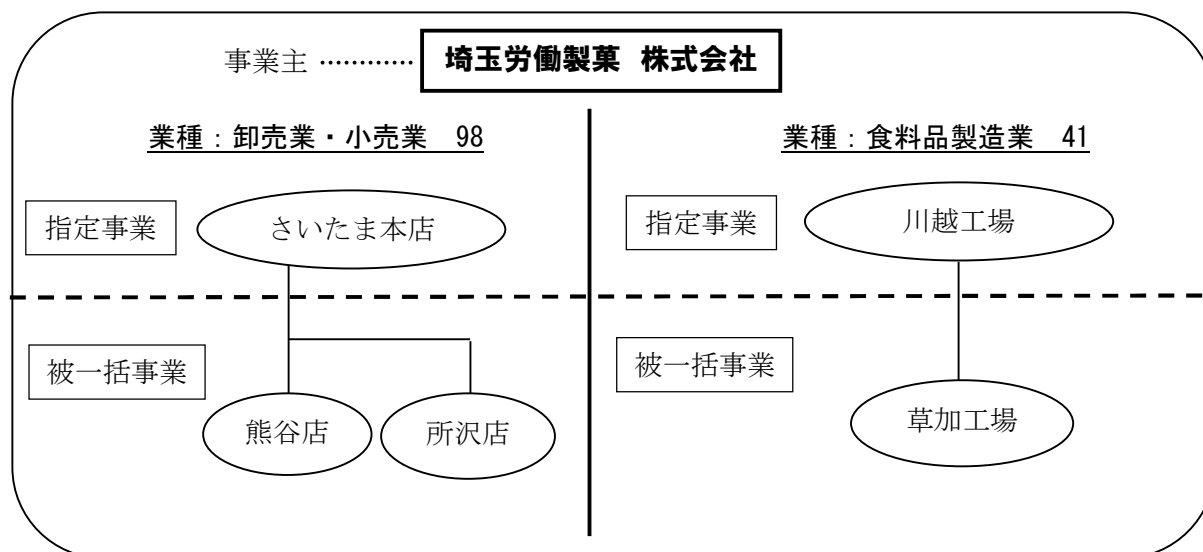 事業主 ………… 埼玉労働製菓 株式会社
業種：卸売業・小売業 98
業種：食料品製造業 41
指定事業
さいたま本店
指定事業
川越工場
被一括事業
熊谷店
所沢店
被一括事業
草加工場